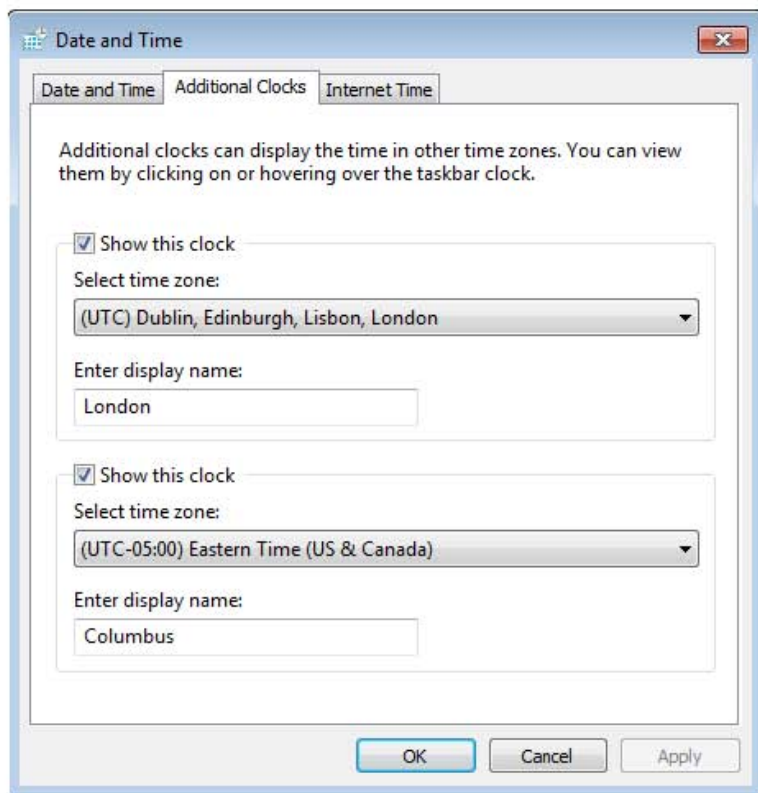 Date and Time
Date and Time
Additional Clocks
Internet Time
Additional clocks can display the time in other time zones. You can view
them by clicking on or hovering over the taskbar clock.
Show this clock
Select time zone:
(UTC) Dublin, Edinburgh, Lisbon, London
Enter display name:
London
Show this clock
Select time zone:
(UTC-05:00) Eastern Time (US & Canada)
Enter display name:
Columbus
OK
Cancel
Apply